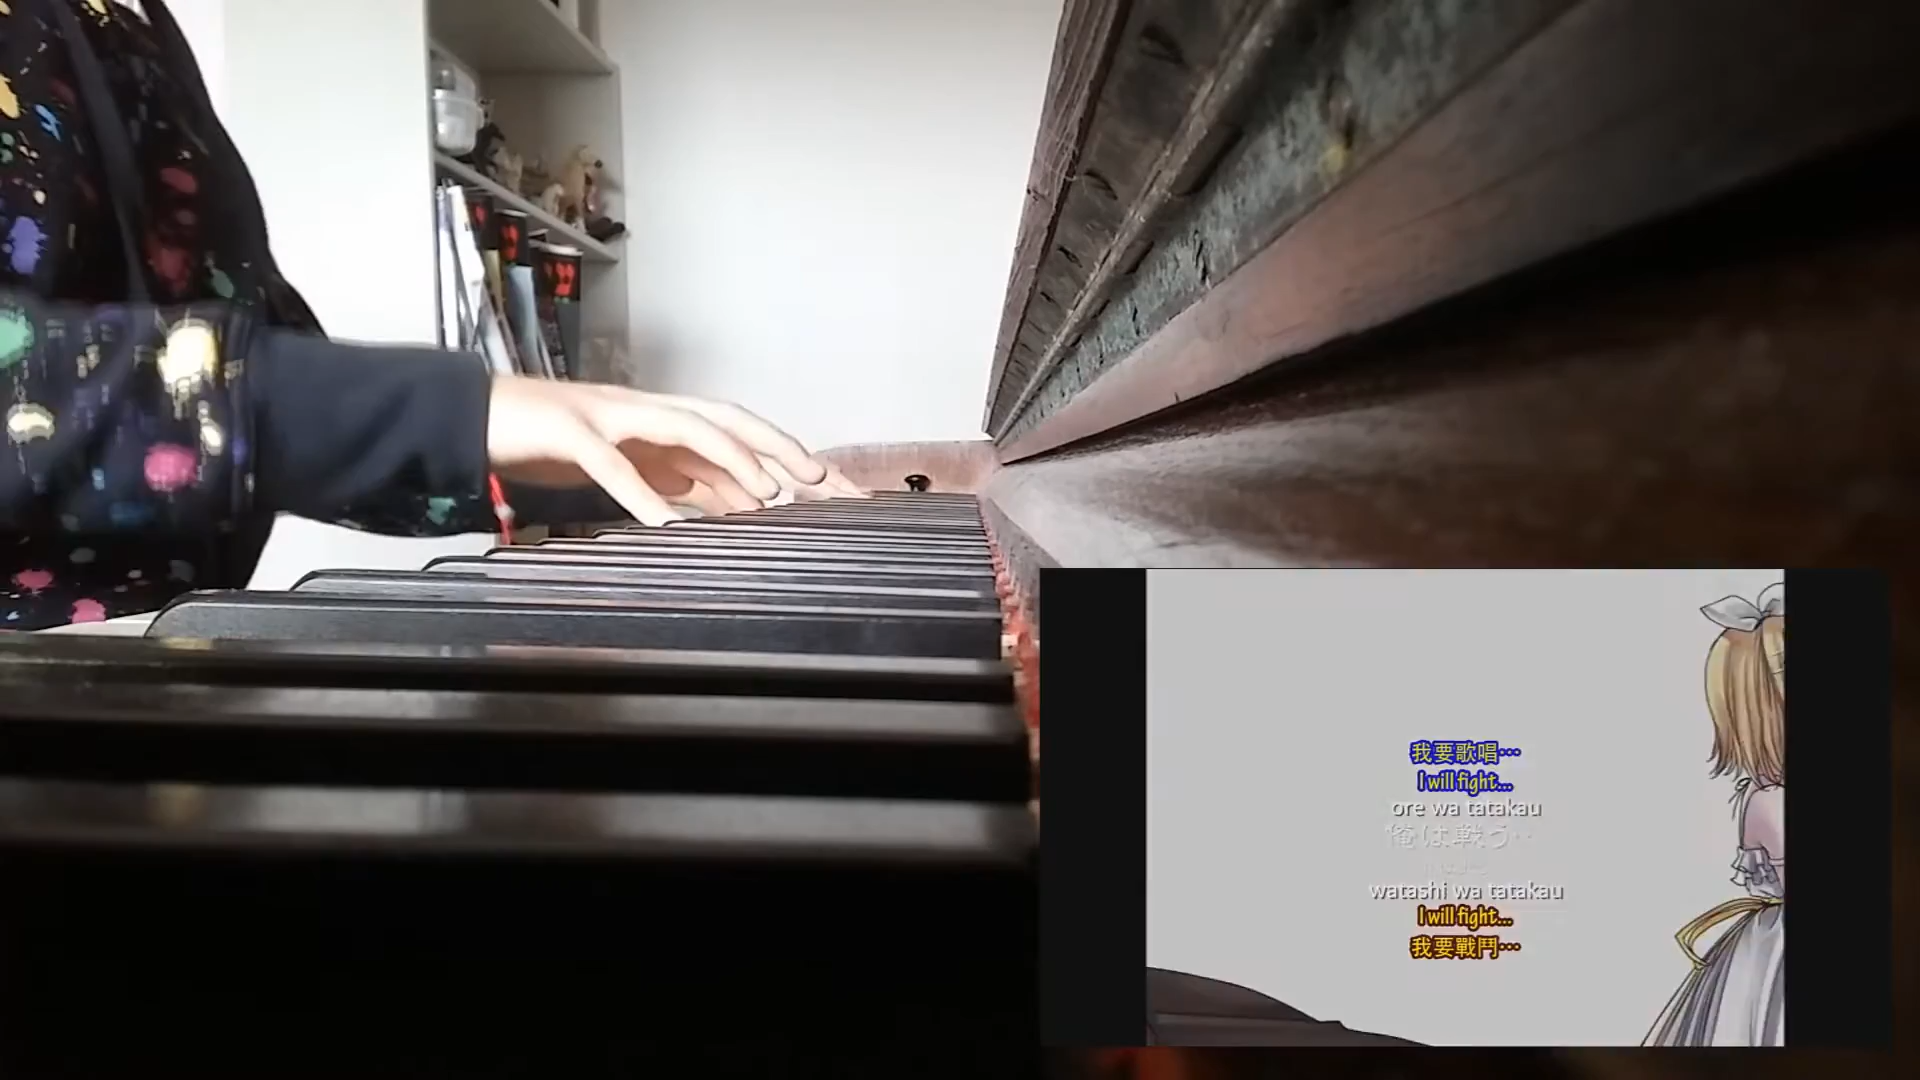 我要歌唱…
I will fight...
ore wa tatakau
俺は戦う‥
watashi wa tatakau
I will fight...
我要戰鬥…